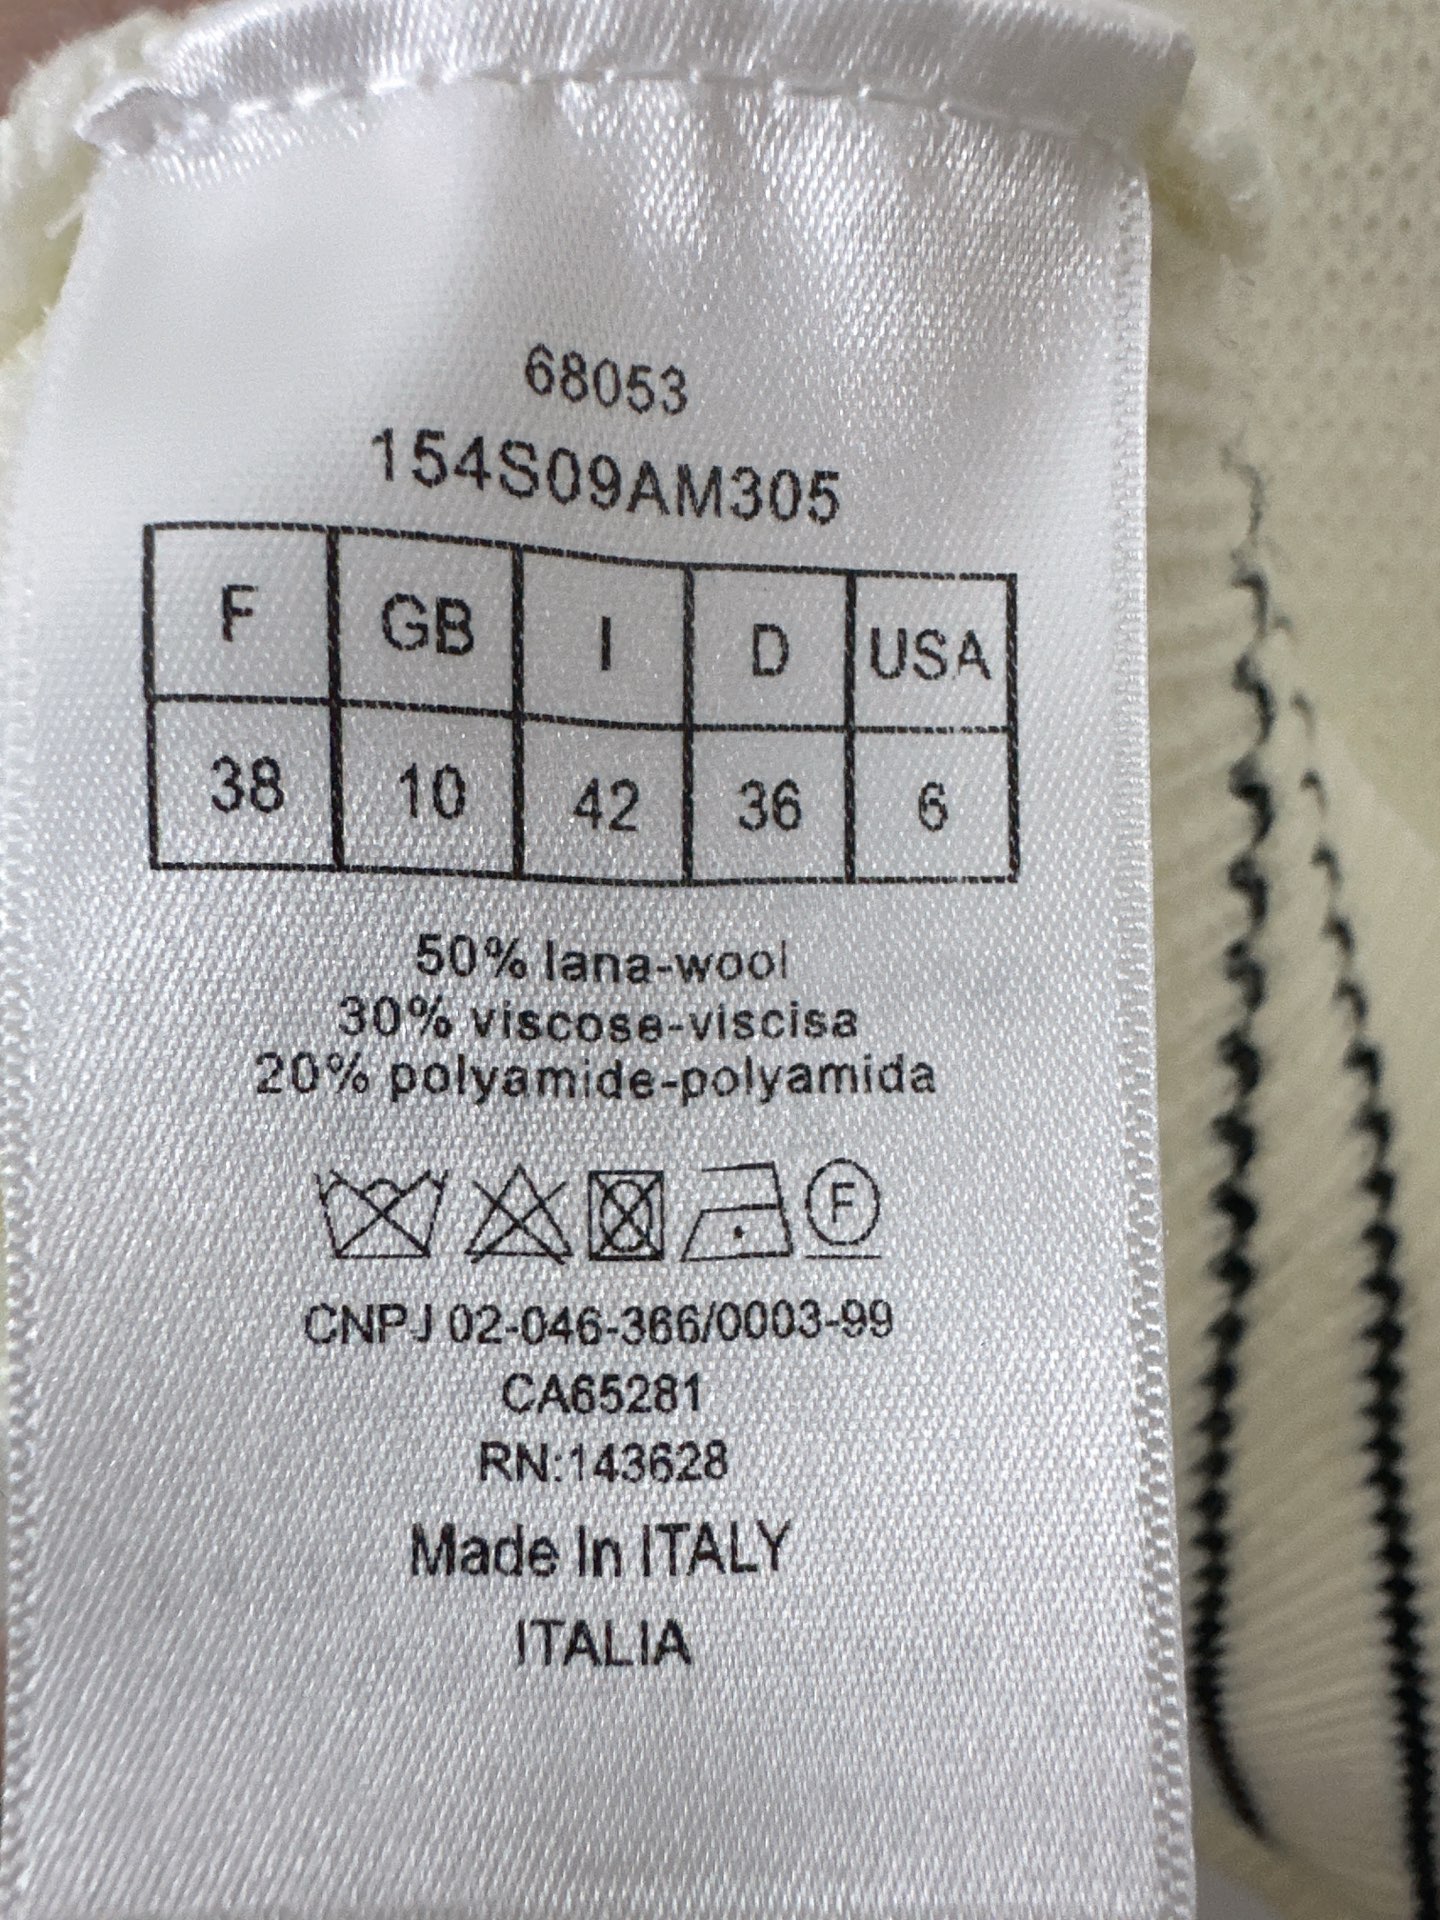 68053
154S09AM305
F GB I D USA
38 10 42 36 6
50% lana-wool
30% viscose-viscisa
20% polyamide-polyamida
F
CNPJ 02-046-366/0003-99
CA65281
RN:143628
Made In ITALY
ITALIA